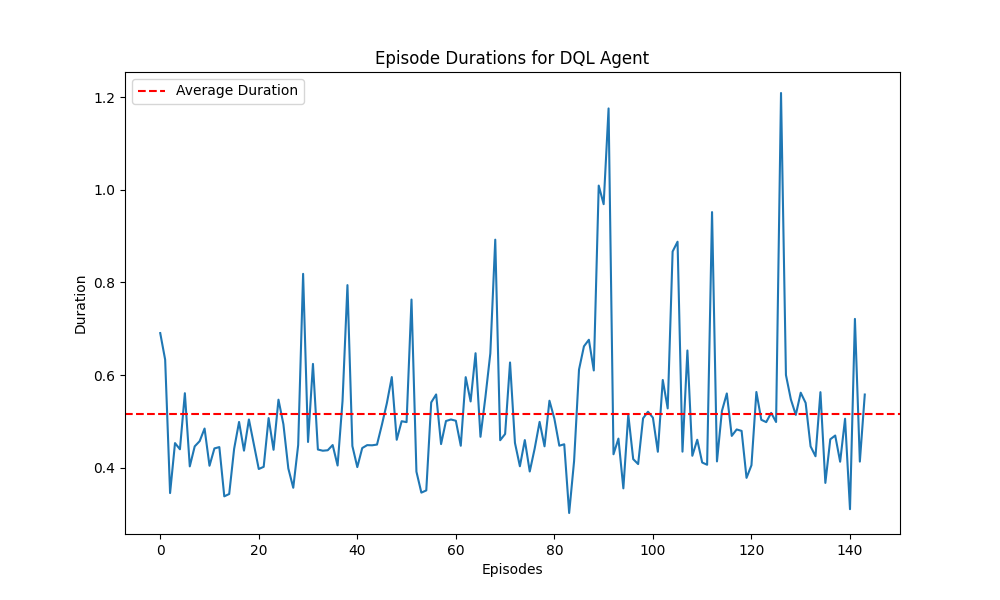 Episode Durations for DQL Agent
Average Duration
1.2
1.0
0.8
0.6
0.4
Duration
0 20 40 60 80 100 120 140
Episodes